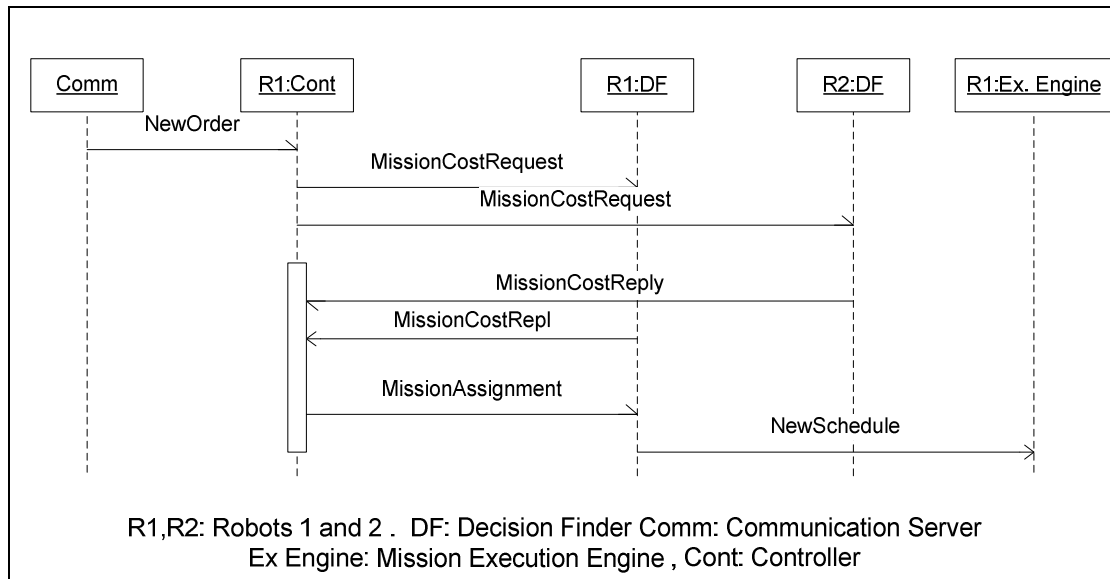 Comm
R1:Cont
R1:DF
R2:DF
R1:Ex. Engine
NewOrder
MissionCostRequest
MissionCostRequest
MissionCostReply
MissionCostRepl
MissionAssignment
NewSchedule
R1,R2: Robots 1 and 2 . DF: Decision Finder Comm: Communication Server
Ex Engine: Mission Execution Engine , Cont: Controller